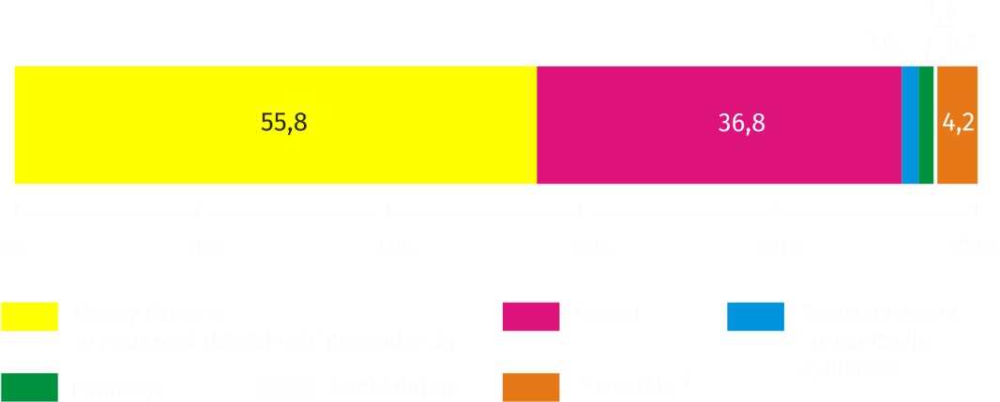 1,5
1,6
0,2
55,8
36,8
4,2
0%
20%
40%
60%
80%
100%
Osoby fizyczne
prowadzące działalność gospodarczą
Spółki
Stowarzyszenia
i organizacje
społeczne
Fundacje
Spółdzielnie
Pozostałe